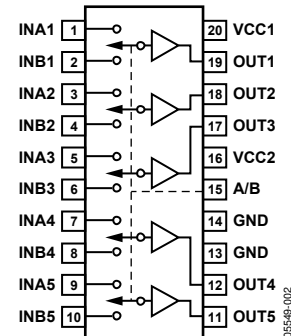 INA1 1 20 VCC1
INB1 2 19 OUT1
INA2 3 18 OUT2
INB2 4 17 OUT3
INA3 5 16 VCC2
INB3 6 15 A/B
INA4 7 14 GND
INB4 8 13 GND
INA5 9 12 OUT4
INB5 10 11 OUT5
05549-002